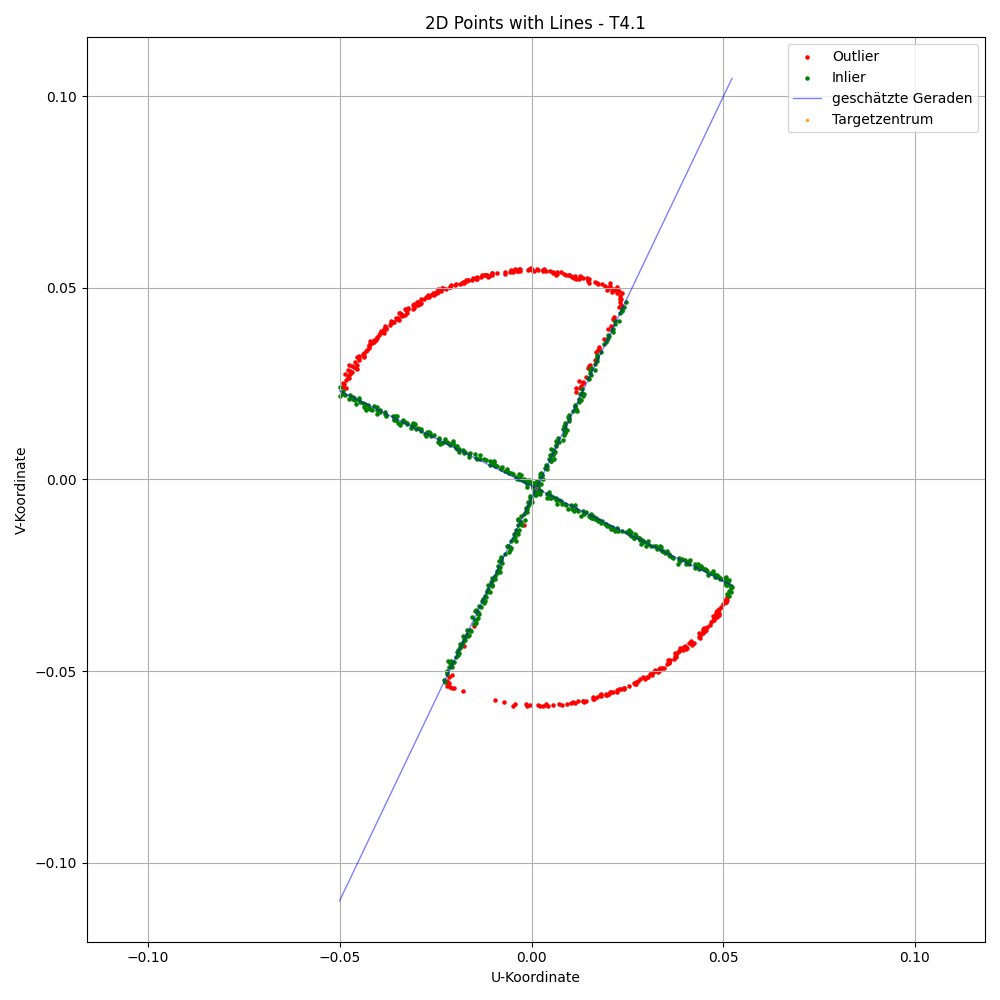 2D Points with Lines - T4.1
Outlier
Inlier
geschätzte Geraden
Targetzentrum
0.10
0.05
0.00
−0.05
−0.10
V-Koordinate
−0.10
−0.05
0.00
0.05
0.10
U-Koordinate